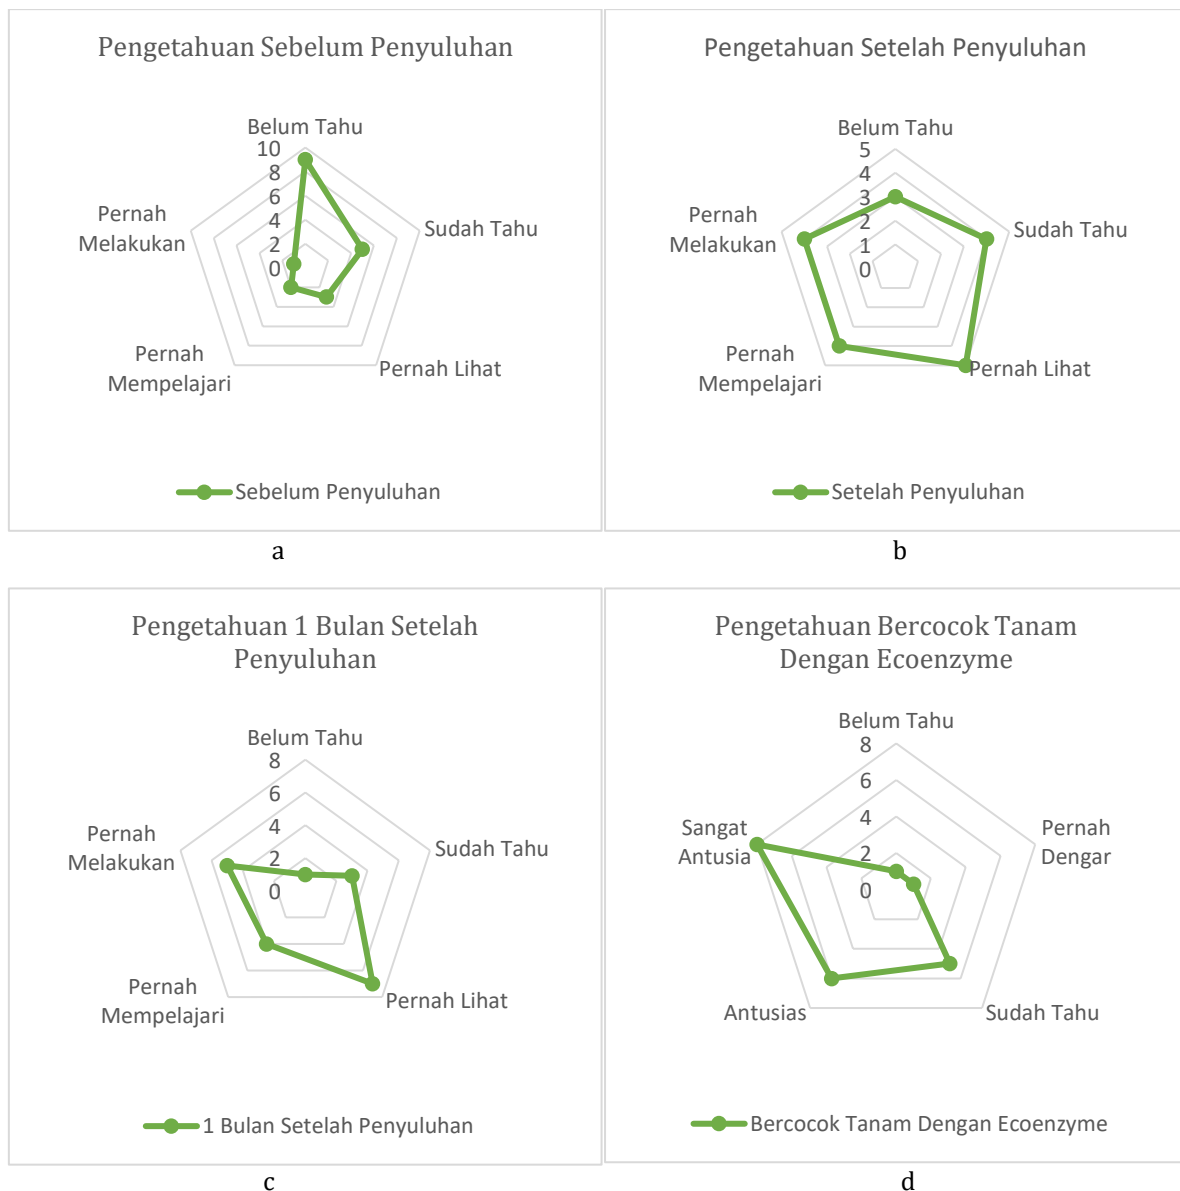 Pengetahuan Sebelum Penyuluhan
Belum Tahu
10
8
6
4
2
0
Sudah Tahu
Pernah Lihat
Pernah
Mempelajari
Pernah
Melakukan
Sebelum Penyuluhan
a
Pengetahuan Setelah Penyuluhan
Belum Tahu
5
4
3
2
1
0
Sudah Tahu
Pernah Lihat
Pernah
Mempelajari
Pernah
Melakukan
Setelah Penyuluhan
b
Pengetahuan 1 Bulan Setelah
Penyuluhan
Belum Tahu
8
6
4
2
0
Sudah Tahu
Pernah Lihat
Pernah
Mempelajari
Pernah
Melakukan
1 Bulan Setelah Penyuluhan
c
Pengetahuan Bercocok Tanam
Dengan Ecoenzyme
Belum Tahu
8
6
4
2
0
Pernah
Dengar
Sudah Tahu
Antusias
Sangat
Antusia
Bercocok Tanam Dengan Ecoenzyme
d